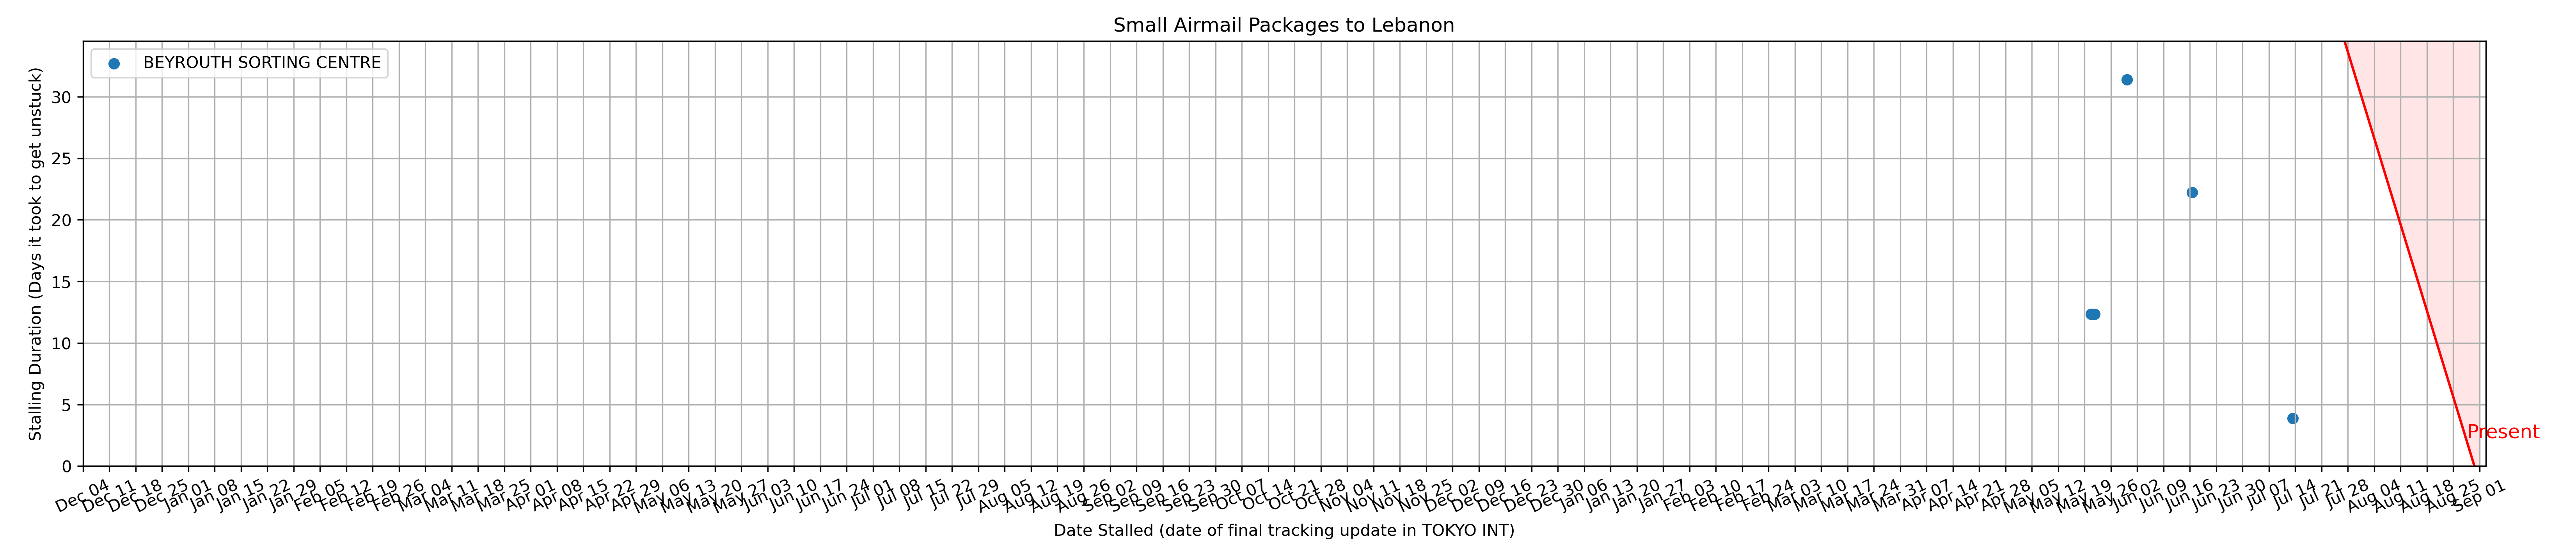 Small Airmail Packages to Lebanon
BEYROUTH SORTING CENTRE
Stalling Duration (Days it took to get unstuck)
30
25
20
15
10
5
0
Present
Dec 04
Dec 11
Dec 18
Dec 25
Jan 01
Jan 08
Jan 15
Jan 22
Jan 29
Feb 05
Feb 12
Feb 19
Feb 26
Mar 04
Mar 11
Mar 18
Mar 25
Apr 01
Apr 08
Apr 15
Apr 22
Apr 29
May 06
May 13
May 20
May 27
Jun 03
Jun 10
Jun 17
Jun 24
Jul 01
Jul 08
Jul 15
Jul 22
Jul 29
Aug 05
Aug 12
Aug 19
Aug 26
Sep 02
Sep 09
Sep 16
Sep 23
Sep 30
Oct 07
Oct 14
Oct 21
Oct 28
Nov 04
Nov 11
Nov 18
Nov 25
Dec 02
Dec 09
Dec 16
Dec 23
Dec 30
Jan 06
Jan 13
Jan 20
Jan 27
Feb 03
Feb 10
Feb 17
Feb 24
Mar 03
Mar 10
Mar 17
Mar 24
Mar 31
Apr 07
Apr 14
Apr 21
Apr 28
May 05
May 12
May 19
May 26
Jun 02
Jun 09
Jun 16
Jun 23
Jun 30
Jul 07
Jul 14
Jul 21
Jul 28
Aug 04
Aug 11
Aug 18
Aug 25
Sep 01
Date Stalled (date of final tracking update in TOKYO INT)